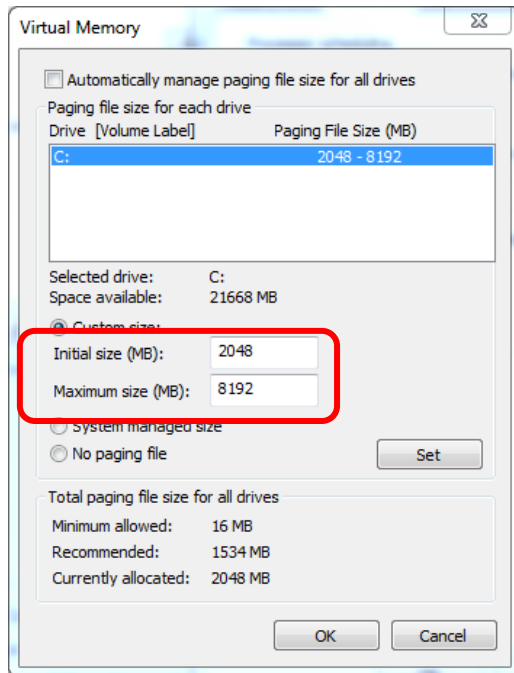 Virtual Memory
Automatically manage paging file size for all drives
Paging file size for each drive
Drive [Volume Label] Paging File Size (MB)
C: 2048 - 8192
Selected drive: C:
Space available: 21668 MB
Custom size:
Initial size (MB): 2048
Maximum size (MB): 8192
System managed size
No paging file
Set
Total paging file size for all drives
Minimum allowed: 16 MB
Recommended: 1534 MB
Currently allocated: 2048 MB
OK Cancel